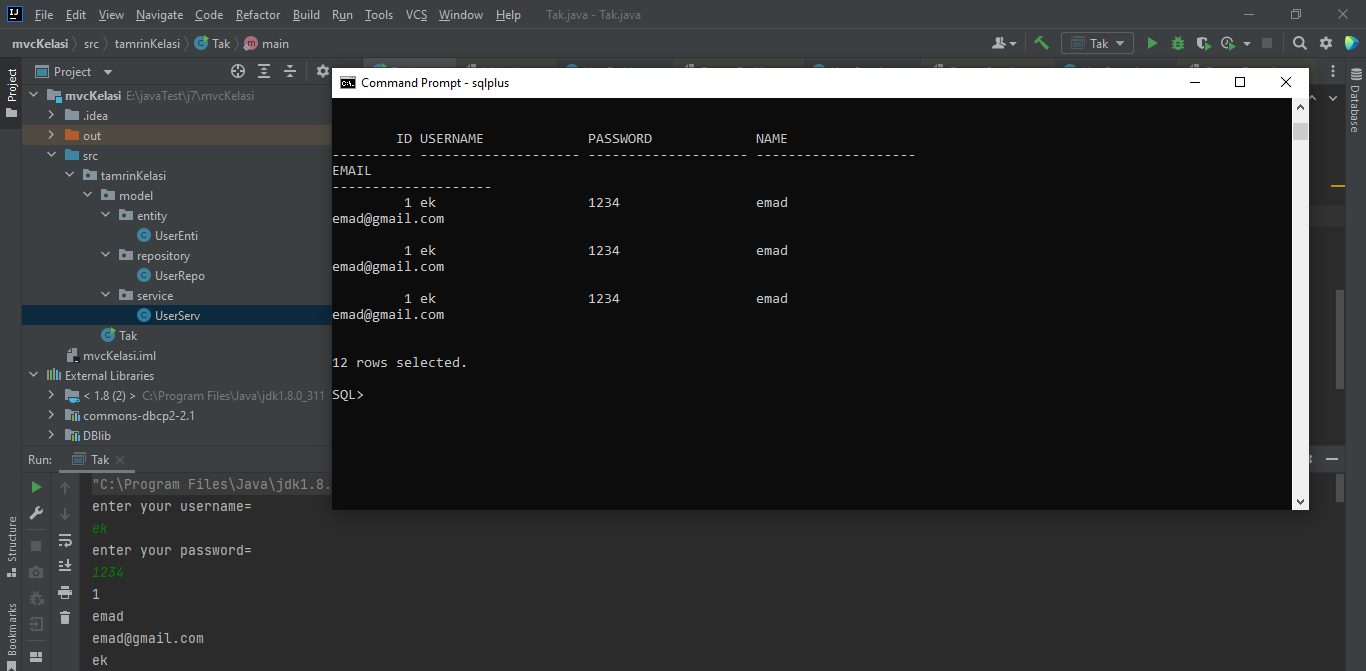 File Edit View Navigate Code Refactor Build Run Tools VCS Window Help Tak.java - Tak.java
mvcKelasi src tamrinKelasi Tak main Tak
Project
Project
Database
mvcKelasi E:\javaTest\j7\mvcKelasi
.idea
out
src
tamrinKelasi
model
entity
UserEnti
repository
UserRepo
service
UserServ
Tak
mvcKelasi.iml
External Libraries
< 1.8 (2) > C:\Program Files\Java\jdk1.8.0_311
commons-dbcp2-2.1
DBlib
Command Prompt - sqlplus
ID USERNAME PASSWORD NAME
---------- -------------------- -------------------- --------------------
EMAIL
--------------------
1 ek 1234 emad
emad@gmail.com
1 ek 1234 emad
emad@gmail.com
1 ek 1234 emad
emad@gmail.com
12 rows selected.
SQL>
Run: Tak
"C:\Program Files\Java\jdk1.8.
enter your username=
ek
enter your password=
1234
1
emad
emad@gmail.com
ek
Structure
Bookmarks